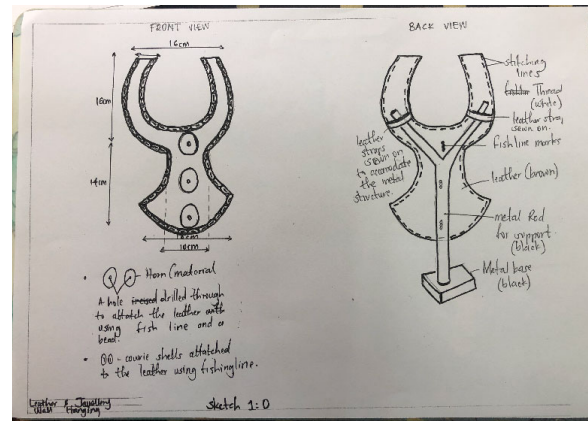 FRONT VIEW
16cm
16cm
14cm
10cm
Horn (material
A hole incised drilled through
to attatch the leather with
using fish line and a
bead.
- cowrie shells attatched
to the leather using fishingline.
Leather & Jewellery
Wall Hanging
Sketch 1:0
BACK VIEW
stitching
lines
Thread
(white)
leather strap
sewn on.
fishline marks
leather
straps
sewn on
to accomodate
the metal
structure.
leather (brown)
metal Rod
for support
(black)
Metal base
(black)